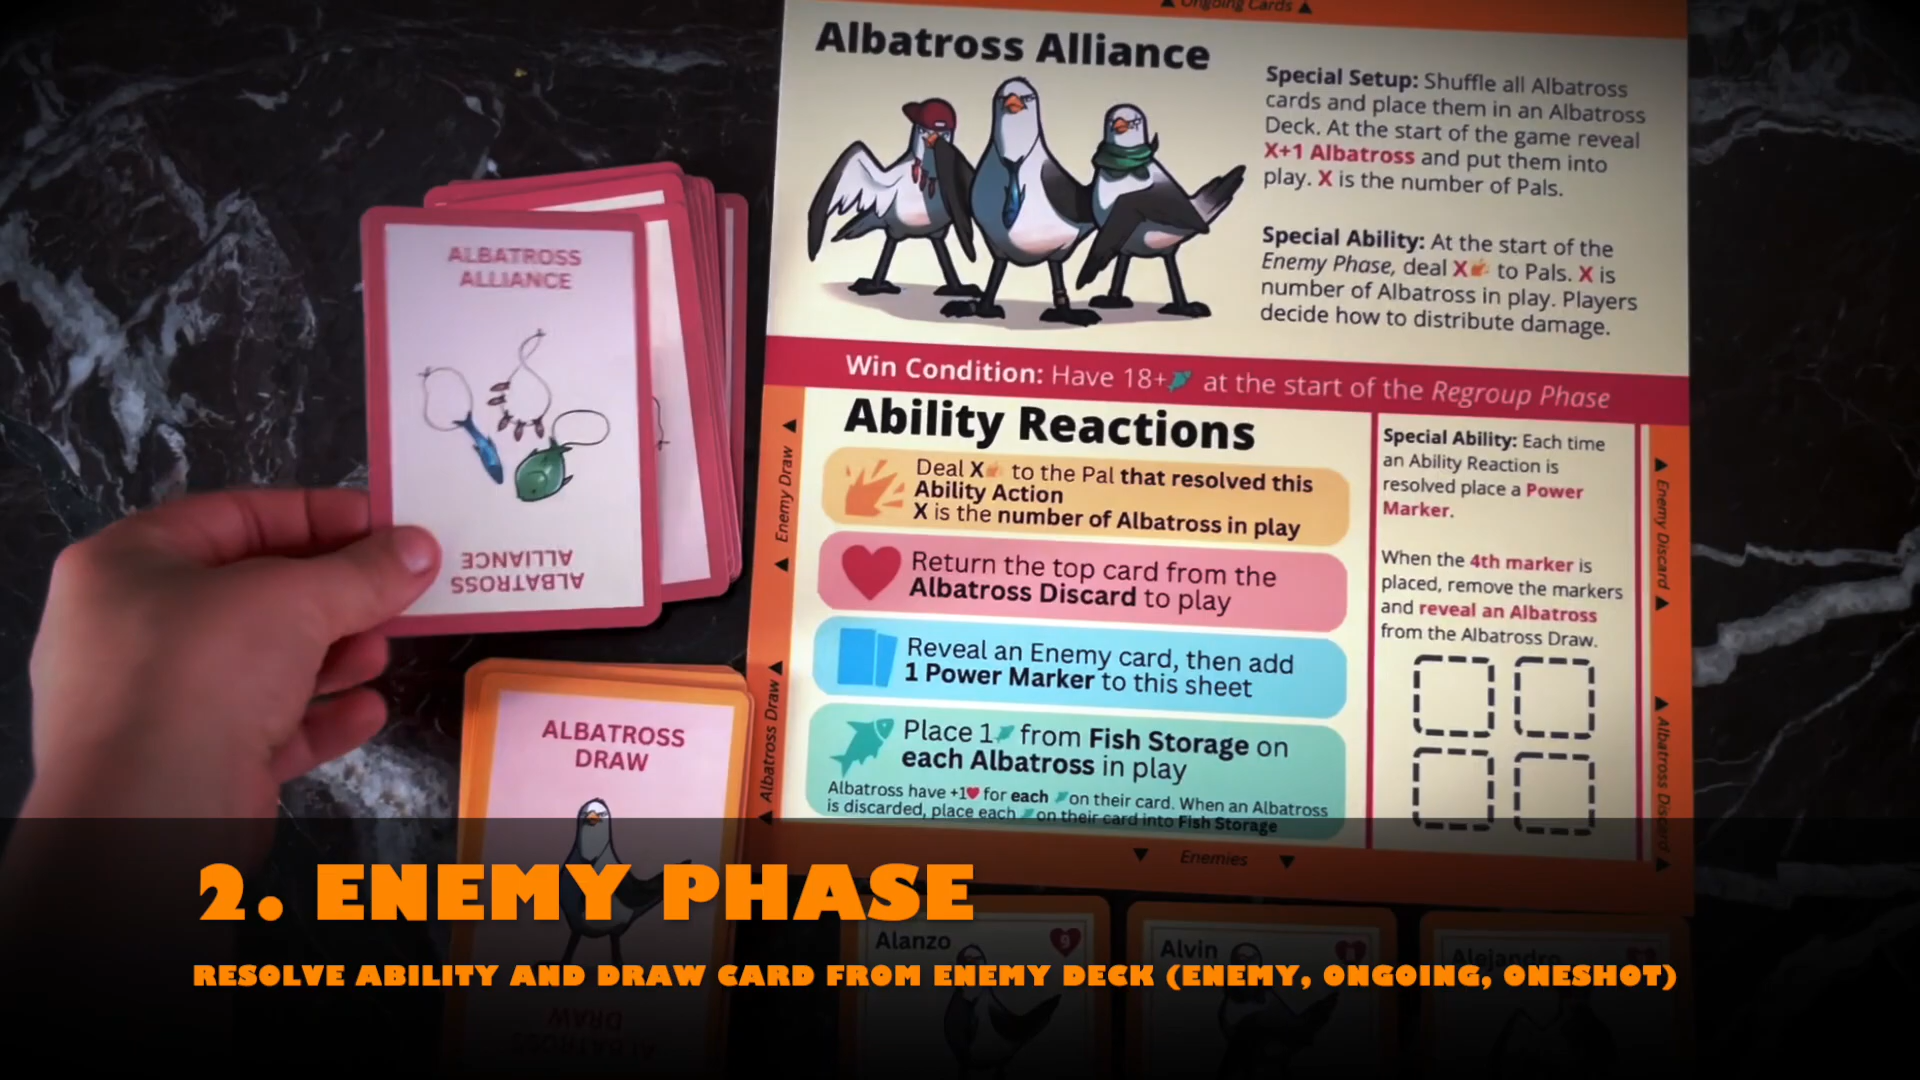 ▲ Ongoing Cards ▲
Albatross Alliance
Special Setup: Shuffle all Albatross
cards and place them in an Albatross
Deck. At the start of the game reveal
X+1 Albatross and put them into
play. X is the number of Pals.
Special Ability: At the start of the
Enemy Phase, deal X to Pals. X is
number of Albatross in play. Players
decide how to distribute damage.
Win Condition: Have 18+ at the start of the Regroup Phase
ALBATROSS
ALLIANCE
ALBATROSS
ALLIANCE
▲ Enemy Draw ▲
Ability Reactions
Deal X to the Pal that resolved this
Ability Action
X is the number of Albatross in play
Return the top card from the
Albatross Discard to play
Reveal an Enemy card, then add
1 Power Marker to this sheet
Place 1 from Fish Storage on
each Albatross in play
Albatross have +1 for each on their card. When an Albatross
is discarded, place each on their card into Fish Storage
Special Ability: Each time
an Ability Reaction is
resolved place a Power
Marker.
When the 4th marker is
placed, remove the markers
and reveal an Albatross
from the Albatross Draw.
▲ Enemy Discard ▲
▲ Albatross Draw ▲
▲ Albatross Discard ▲
ALBATROSS
DRAW
▼ Enemies ▼
2. ENEMY PHASE
Alanzo 9
Alvin
Alejandro
RESOLVE ABILITY AND DRAW CARD FROM ENEMY DECK (ENEMY, ONGOING, ONESHOT)
ALBATROSS
DRAW